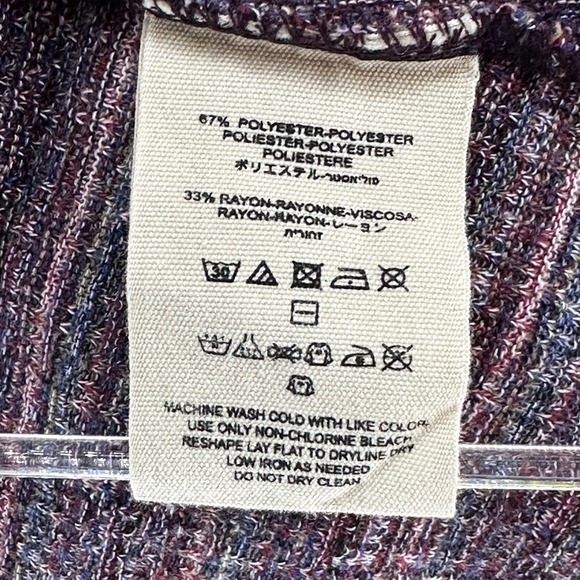 67% POLYESTER-POLYESTER
POLIESTER-POLYESTER
POLIESTERE
ポリエステル-פוליאסטר
33% RAYON-RAYONNE-VISCOSA-
RAYON-RAYON-レーヨン
זהורית
30
MACHINE WASH COLD WITH LIKE COLOR
USE ONLY NON-CHLORINE BLEACH
RESHAPE LAY FLAT TO DRYLINE DRY
LOW IRON AS NEEDED
DO NOT DRY CLEAN